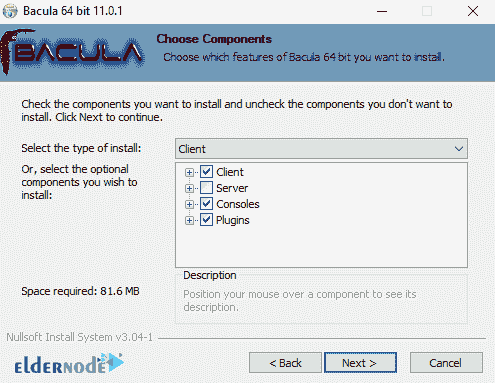 Bacula 64 bit 11.0.1
BACULA
Choose Components
Choose which features of Bacula 64 bit you want to install.
Check the components you want to install and uncheck the components you don't want to
install. Click Next to continue.
Select the type of install:
Client
Or, select the optional
components you wish to
install:
Client
Server
Consoles
Plugins
Space required: 81.6 MB
Description
Position your mouse over a component to see its
description.
Nullsoft Install System v3.04-1
eldernode
< Back
Next >
Cancel